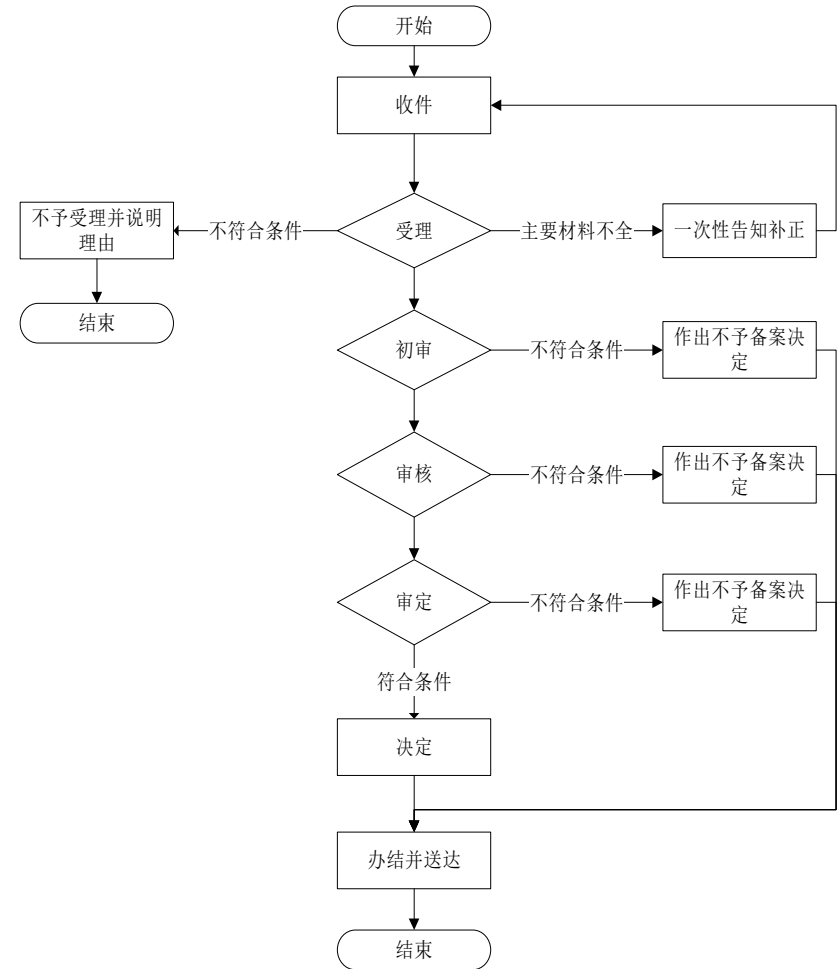 开始
收件
不予受理并说明
理由
不符合条件
受理
主要材料不全
一次性告知补正
结束
初审
不符合条件
作出不予备案决
定
审核
不符合条件
作出不予备案决
定
审定
不符合条件
作出不予备案决
定
符合条件
决定
办结并送达
结束